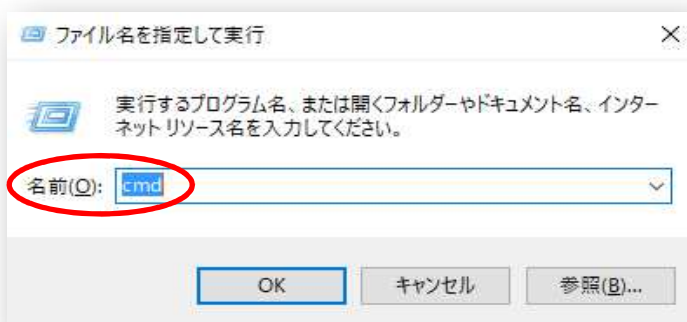 ファイル名を指定して実行
実行するプログラム名、または開くフォルダーやドキュメント名、インター
ネット リソース名を入力してください。
名前(O): cmd
OK キャンセル 参照(B)...